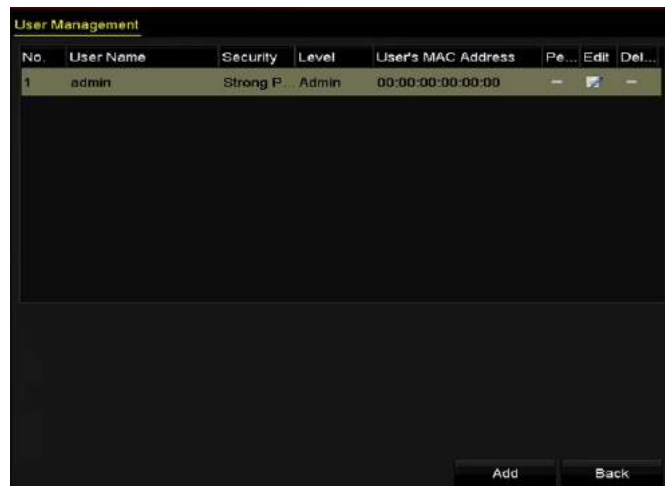 User Management
No. User Name Security Level User's MAC Address Pe... Edit Del...
1 admin Strong P... Admin 00:00:00:00:00:00
Add Back